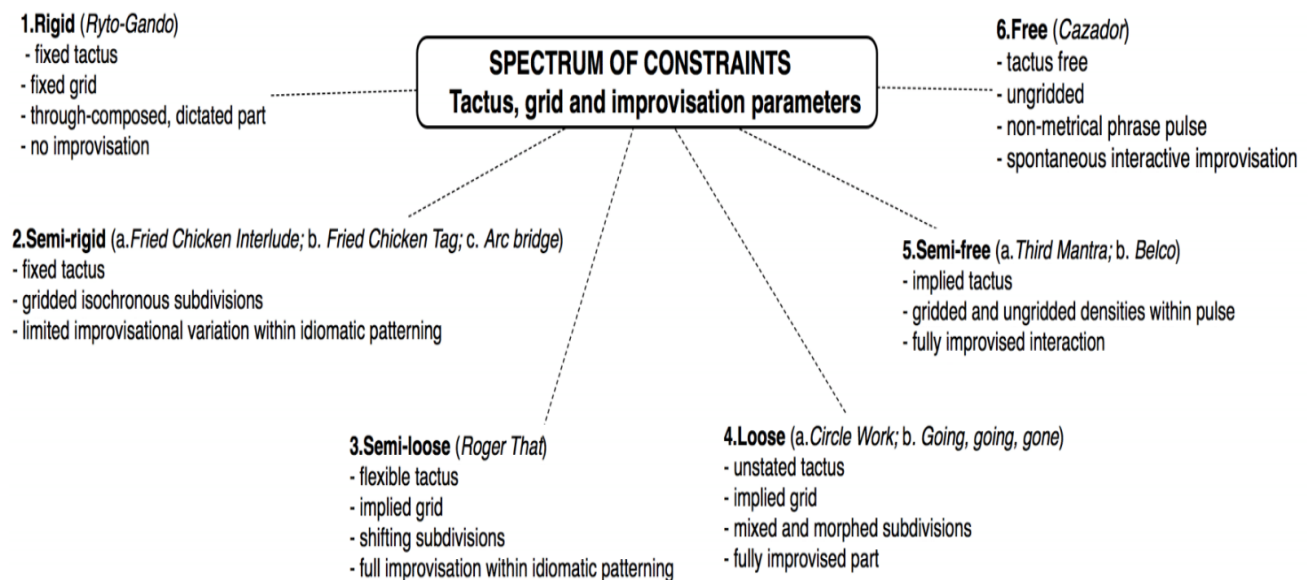 SPECTRUM OF CONSTRAINTS
Tactus, grid and improvisation parameters
1.Rigid (Ryto-Gando)
- fixed tactus
- fixed grid
- through-composed, dictated part
- no improvisation
2.Semi-rigid (a.Fried Chicken Interlude; b. Fried Chicken Tag; c. Arc bridge)
- fixed tactus
- gridded isochronous subdivisions
- limited improvisational variation within idiomatic patterning
3.Semi-loose (Roger That)
- flexible tactus
- implied grid
- shifting subdivisions
- full improvisation within idiomatic patterning
4.Loose (a.Circle Work; b. Going, going, gone)
- unstated tactus
- implied grid
- mixed and morphed subdivisions
- fully improvised part
5.Semi-free (a.Third Mantra; b. Belco)
- implied tactus
- gridded and ungridded densities within pulse
- fully improvised interaction
6.Free (Cazador)
- tactus free
- ungridded
- non-metrical phrase pulse
- spontaneous interactive improvisation